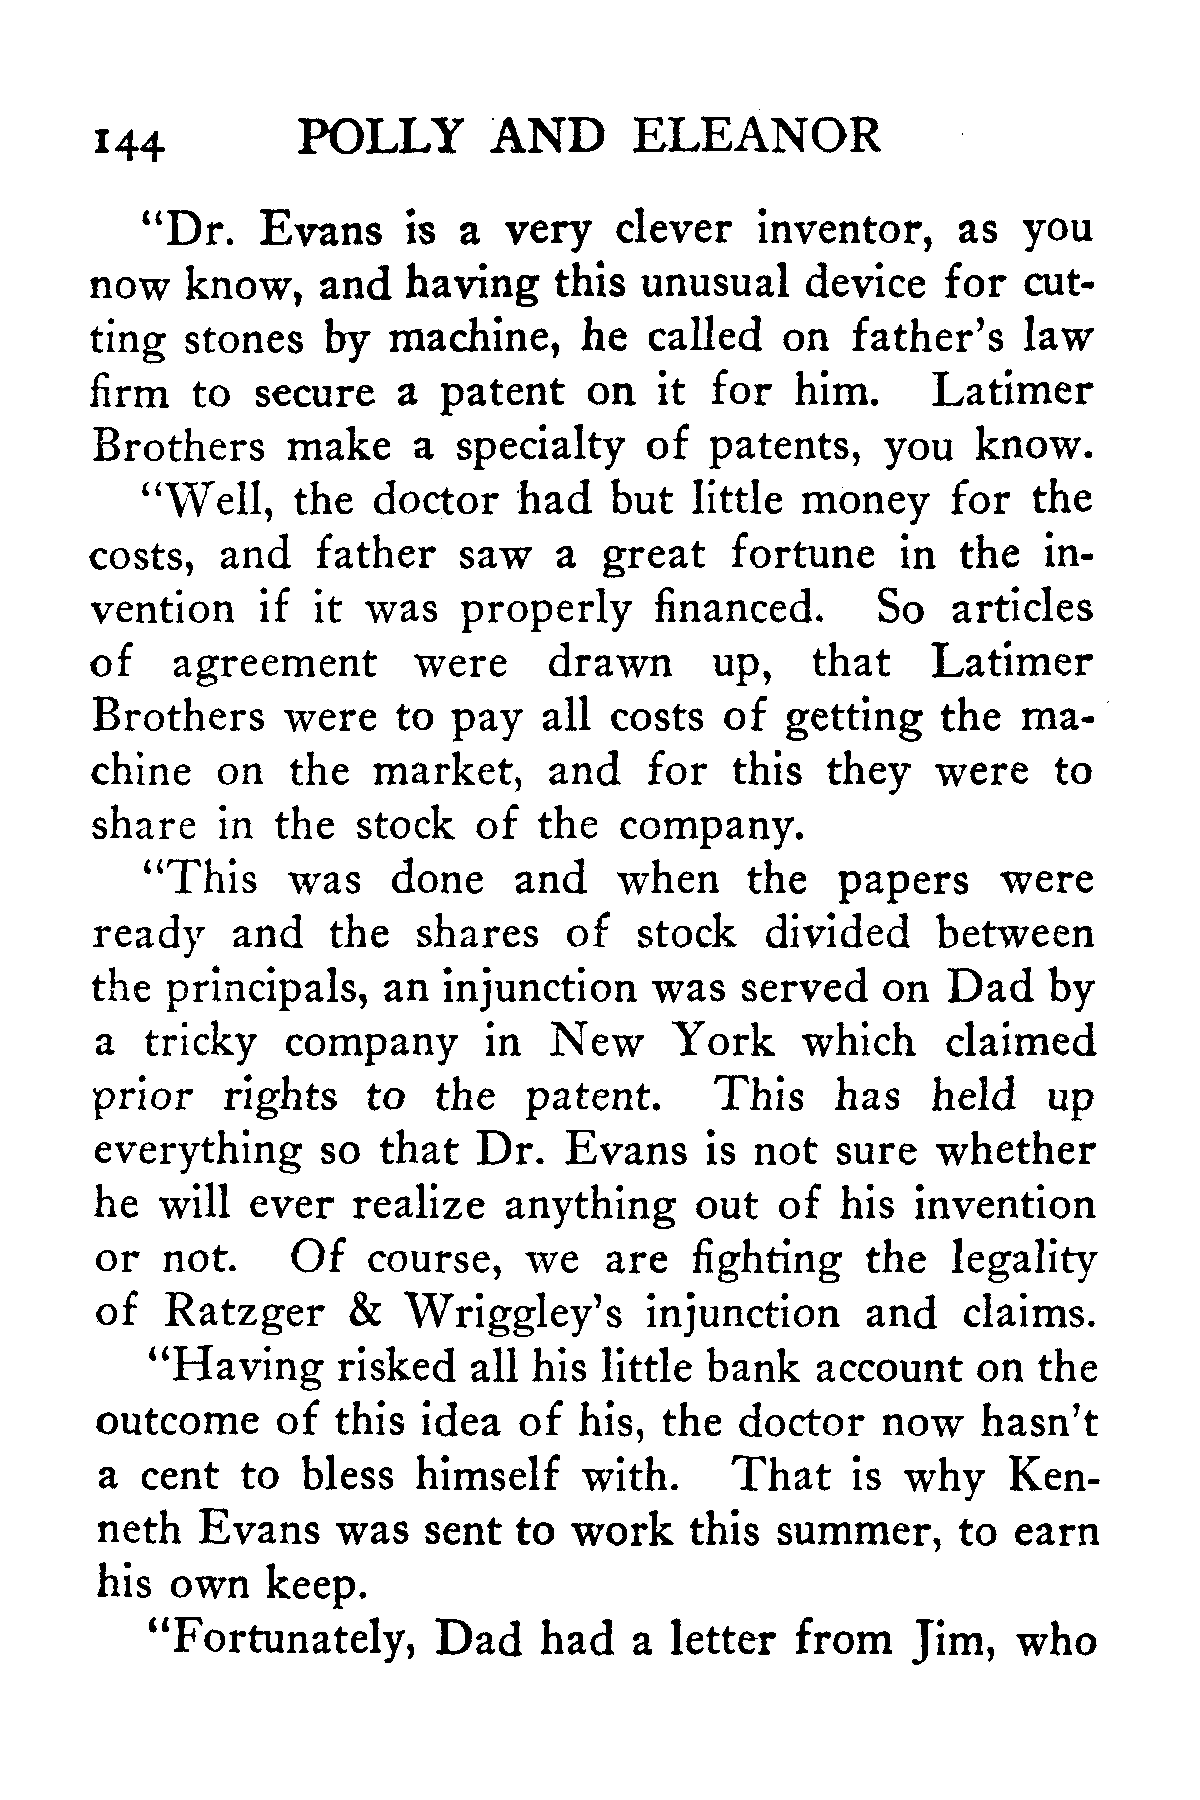 144 POLLY AND ELEANOR
“Dr. Evans is a very clever inventor, as you
now know, and having this unusual device for cut-
ting stones by machine, he called on father’s law
firm to secure a patent on it for him. Latimer
Brothers make a specialty of patents, you know.
“Well, the doctor had but little money for the
costs, and father saw a great fortune in the in-
vention if it was properly financed. So articles
of agreement were drawn up, that Latimer
Brothers were to pay all costs of getting the ma-
chine on the market, and for this they were to
share in the stock of the company.
“This was done and when the papers were
ready and the shares of stock divided between
the principals, an injunction was served on Dad by
a tricky company in New York which claimed
prior rights to the patent. This has held up
everything so that Dr. Evans is not sure whether
he will ever realize anything out of his invention
or not. Of course, we are fighting the legality
of Ratzger & Wriggley’s injunction and claims.
“Having risked all his little bank account on the
outcome of this idea of his, the doctor now hasn’t
a cent to bless himself with. That is why Ken-
neth Evans was sent to work this summer, to earn
his own keep.
“Fortunately, Dad had a letter from Jim, who